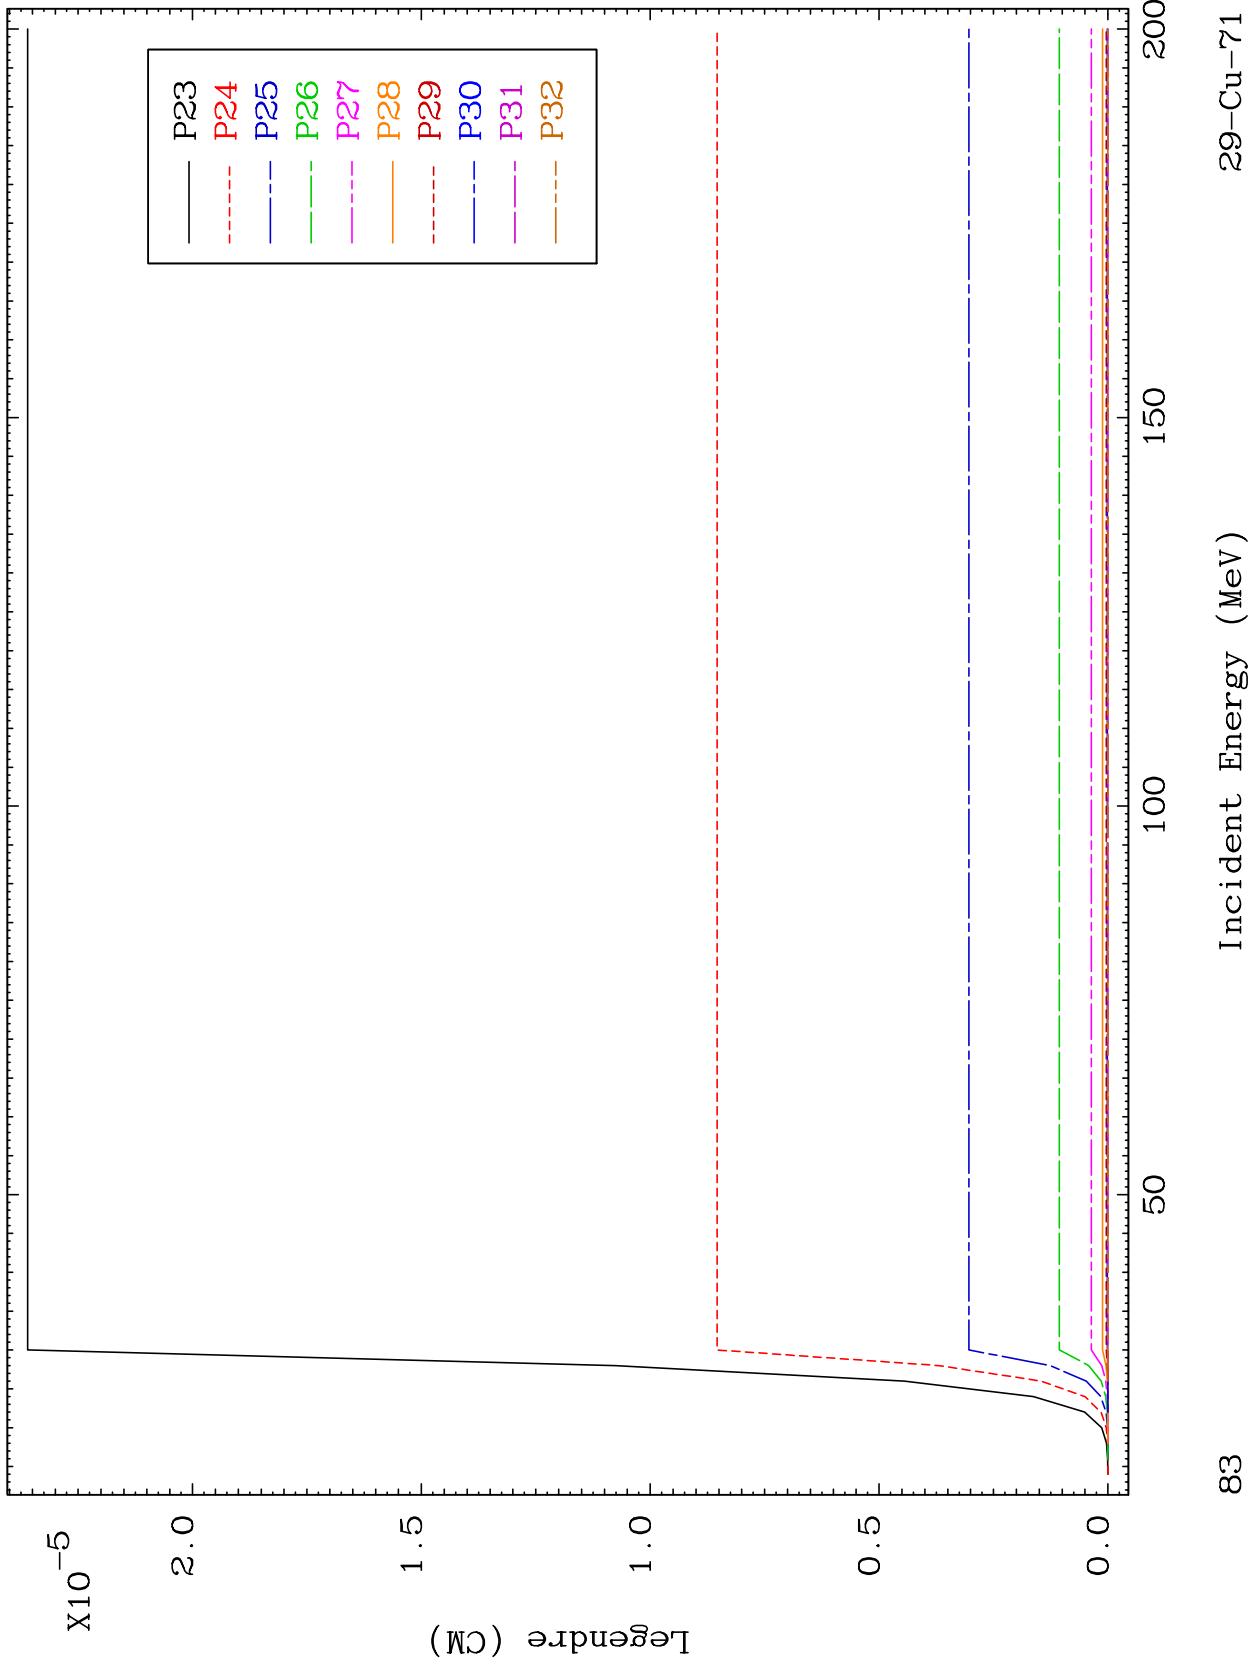 X10-5
2.0
1.5
1.0
0.5
0.0
Legendre (CM)
P23
P24
P25
P26
P27
P28
P29
P30
P31
P32
50
100
150
200
Incident Energy (MeV)
83
29-Cu-71